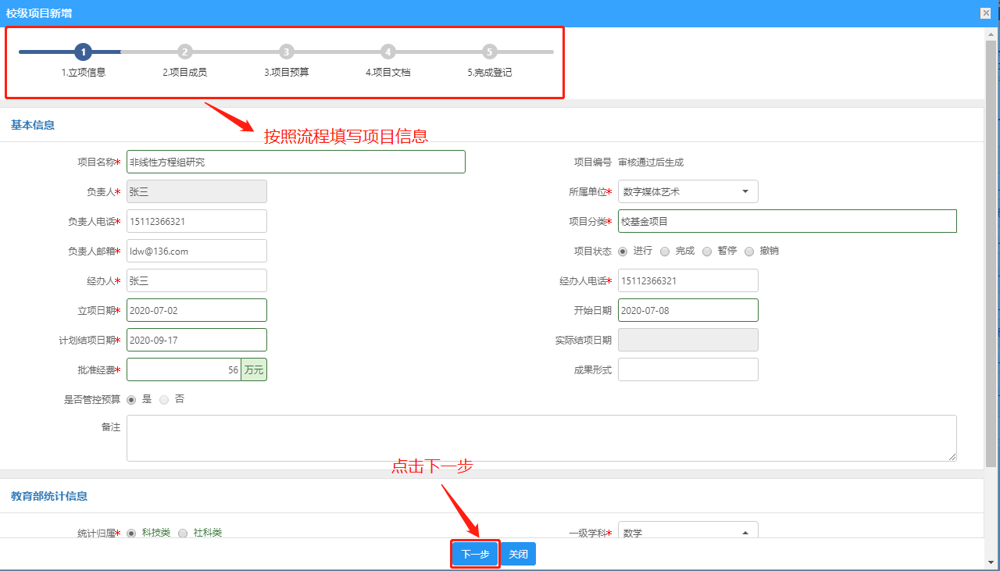 校级项目新增
1 2 3 4 5
1.立项信息 2.项目成员 3.项目预算 4.项目文档 5.完成登记
基本信息
按照流程填写项目信息
项目名称* 非线性方程组研究 项目编号 审核通过后生成
负责人* 张三 所属单位* 数字媒体艺术
负责人电话* 15112366321 项目分类* 校基金项目
负责人邮箱* ldw@136.com 项目状态 进行 完成 暂停 撤销
经办人* 张三 经办人电话* 15112366321
立项日期* 2020-07-02 开始日期 2020-07-08
计划结项日期* 2020-09-17 实际结项日期
批准经费* 56 万元 成果形式
是否管控预算 是 否
备注
点击下一步
教育部统计信息
统计归属* 科技类 社科类 一级学科* 数学
下一步 关闭